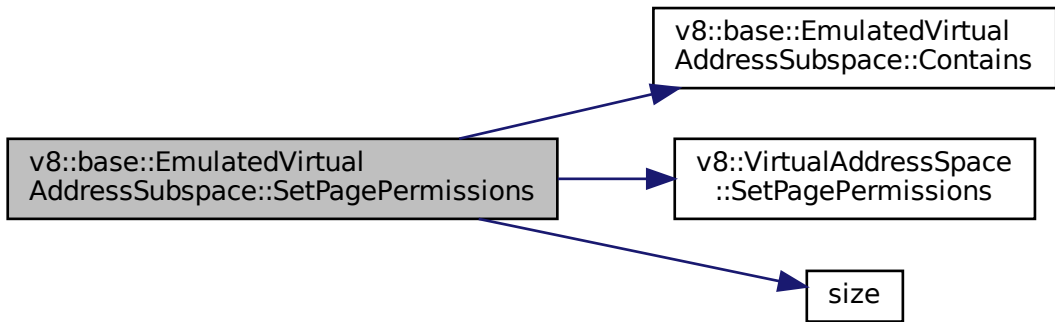 v8::base::EmulatedVirtual
AddressSubspace::Contains
v8::base::EmulatedVirtual
AddressSubspace::SetPagePermissions
v8::VirtualAddressSpace
::SetPagePermissions
size